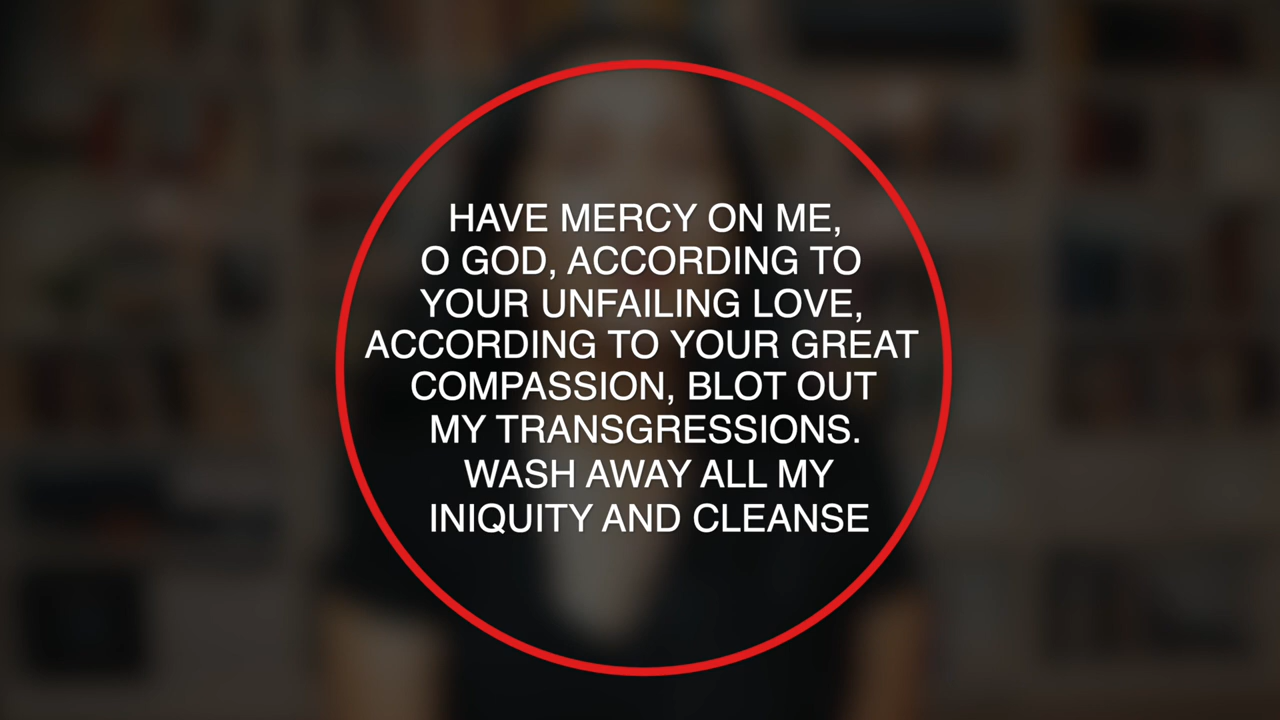 HAVE MERCY ON ME,
O GOD, ACCORDING TO
YOUR UNFAILING LOVE,
ACCORDING TO YOUR GREAT
COMPASSION, BLOT OUT
MY TRANSGRESSIONS.
WASH AWAY ALL MY
INIQUITY AND CLEANSE